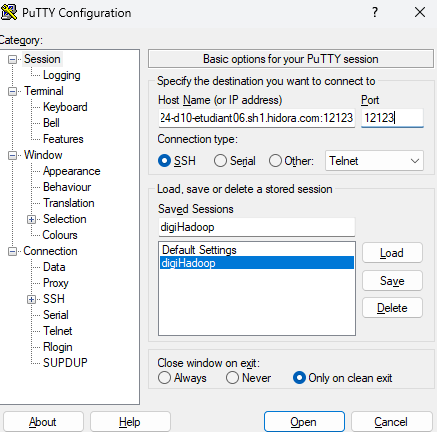 PuTTY Configuration ? ×
Category:
Session
Logging
Terminal
Keyboard
Bell
Features
Window
Appearance
Behaviour
Translation
Selection
Colours
Connection
Data
Proxy
SSH
Serial
Telnet
Rlogin
SUPDUP
Basic options for your PuTTY session
Specify the destination you want to connect to
Host Name (or IP address) Port
24-d10-etudiant06.sh1.hidora.com:12123 12123
Connection type:
SSH Serial Other: Telnet
Load, save or delete a stored session
Saved Sessions
digiHadoop
Default Settings
digiHadoop
Load
Save
Delete
Close window on exit:
Always Never Only on clean exit
About Help Open Cancel